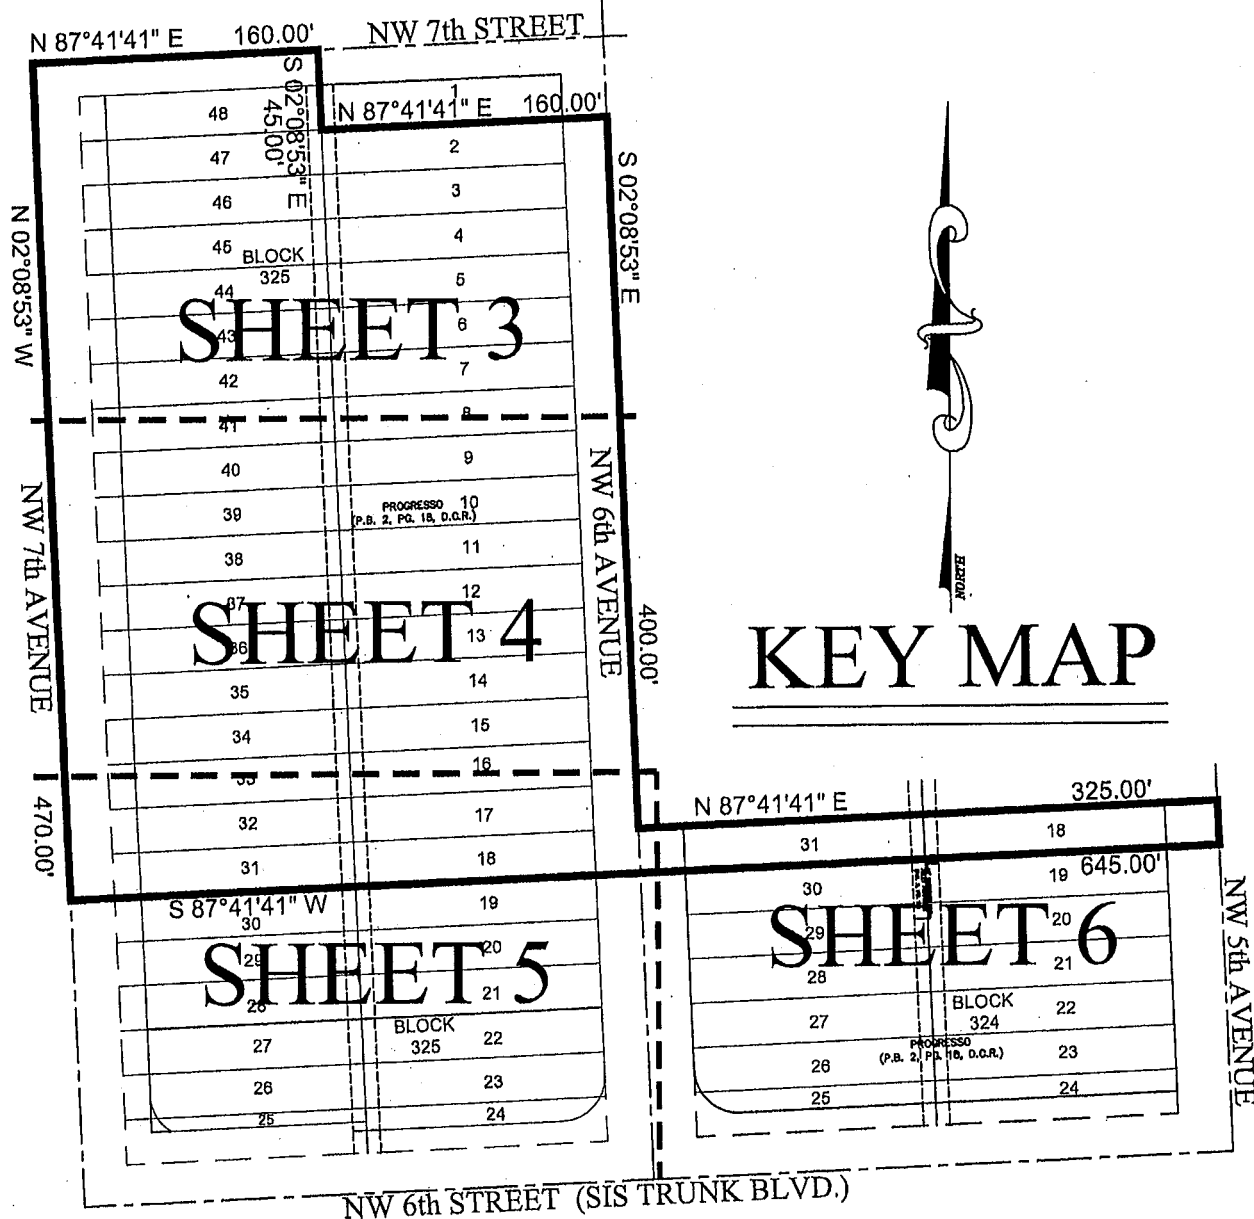 NW 7th STREET
N 87°41'41" E 160.00'
S 02°08'53" E
45.00'
N 87°41'41" E 160.00'
1
48
2
47
3
46
4
45
BLOCK
325
5
44
SHEET 3
6
43
7
42
8
41
S 02°08'53" E
N 02°08'53" W
9
40
10
39
PROGRESSO
(P.B. 2, PG. 18, D.C.R.)
11
38
12
37
SHEET 4
13
36
14
35
15
34
16
33
NW 7th AVENUE
NW 6th AVENUE
400.00'
470.00'
NORTH
KEY MAP
17
32
18
31
S 87°41'41" W
19
30
20
29
SHEET 5
21
28
BLOCK
325
22
27
23
26
24
25
N 87°41'41" E 325.00'
18
31
645.00'
19
30
20
29
SHEET 6
21
28
BLOCK
324
22
27
PROGRESSO
(P.B. 2, PG. 18, D.C.R.)
23
26
24
25
NW 5th AVENUE
NW 6th STREET (SIS TRUNK BLVD.)